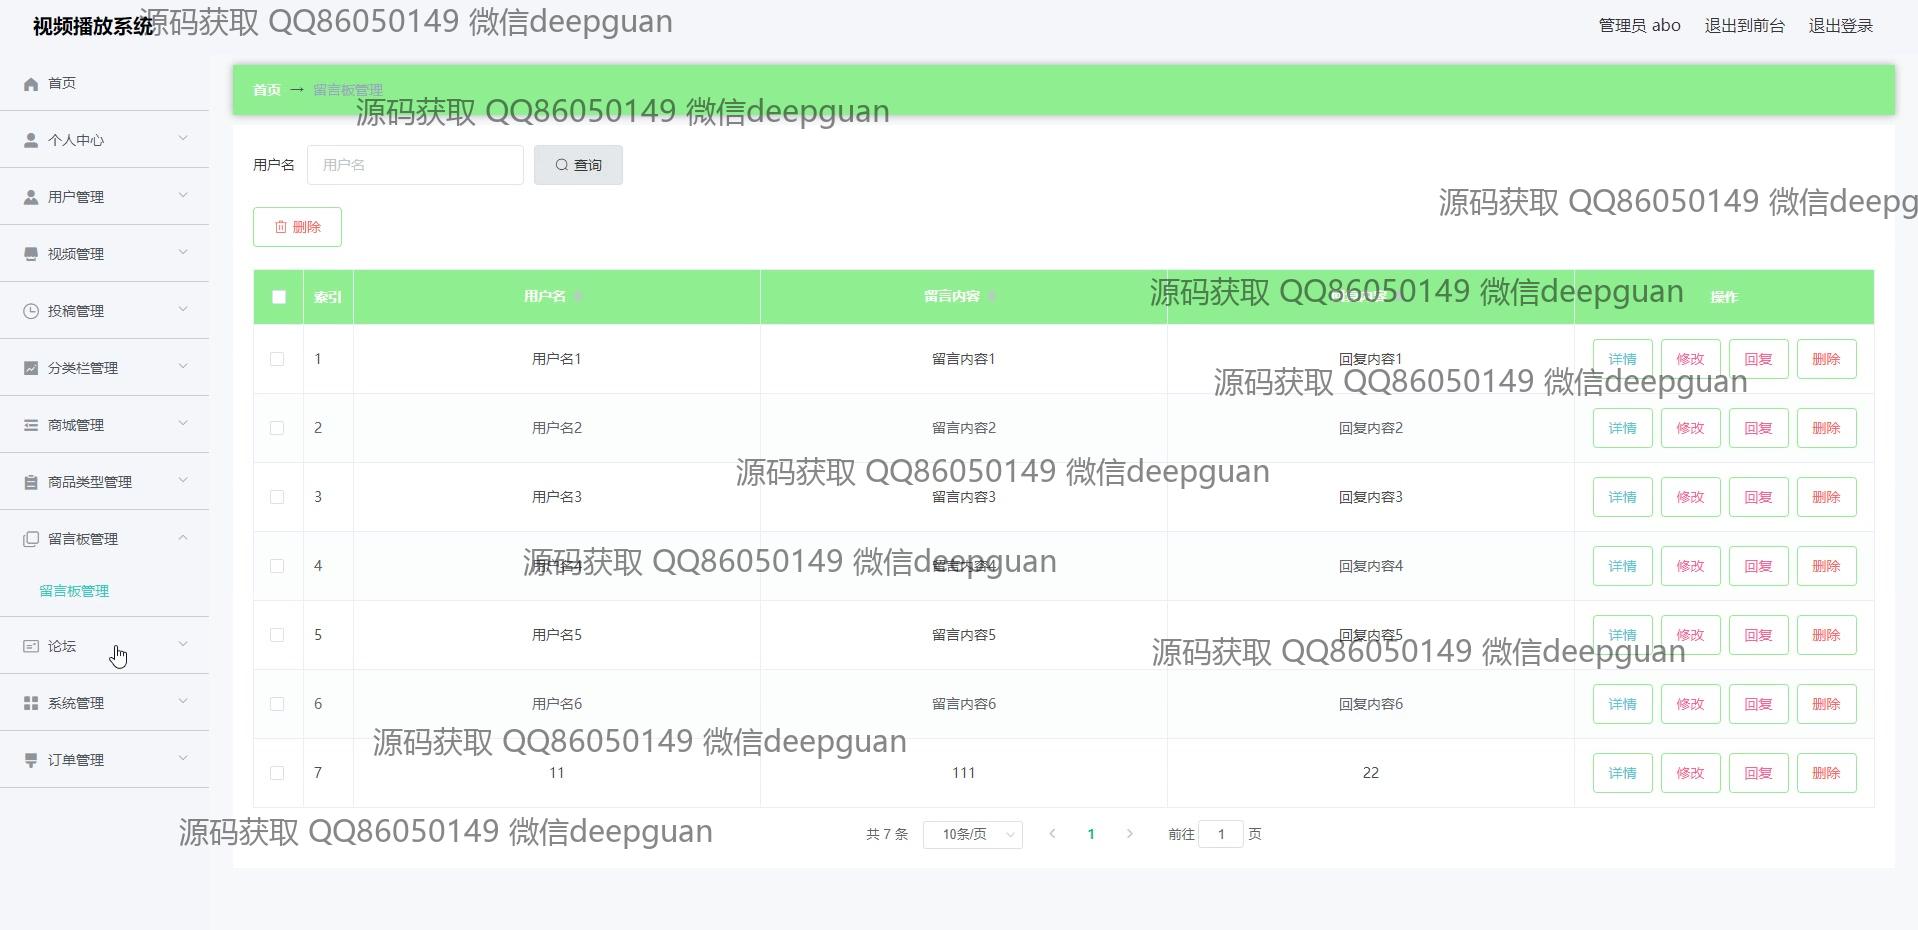 视频播放系统
源码获取 QQ86050149 微信deepguan
管理员 abo 退出到前台 退出登录
首页
个人中心
用户管理
视频管理
投稿管理
分类栏管理
商城管理
商品类型管理
留言板管理
留言板管理
论坛
系统管理
订单管理
首页 → 留言板管理
源码获取 QQ86050149 微信deepguan
用户名 用户名 查询
源码获取 QQ86050149 微信deepg
删除
索引 用户名 留言内容 回复内容 操作
源码获取 QQ86050149 微信deepguan
1 用户名1 留言内容1 回复内容1 详情 修改 回复 删除
源码获取 QQ86050149 微信deepguan
2 用户名2 留言内容2 回复内容2 详情 修改 回复 删除
源码获取 QQ86050149 微信deepguan
3 用户名3 留言内容3 回复内容3 详情 修改 回复 删除
源码获取 QQ86050149 微信deepguan
4 用户名4 留言内容4 回复内容4 详情 修改 回复 删除
5 用户名5 留言内容5 回复内容5 详情 修改 回复 删除
源码获取 QQ86050149 微信deepguan
6 用户名6 留言内容6 回复内容6 详情 修改 回复 删除
源码获取 QQ86050149 微信deepguan
7 11 111 22 详情 修改 回复 删除
源码获取 QQ86050149 微信deepguan
共 7 条 10条/页 1 前往 1 页